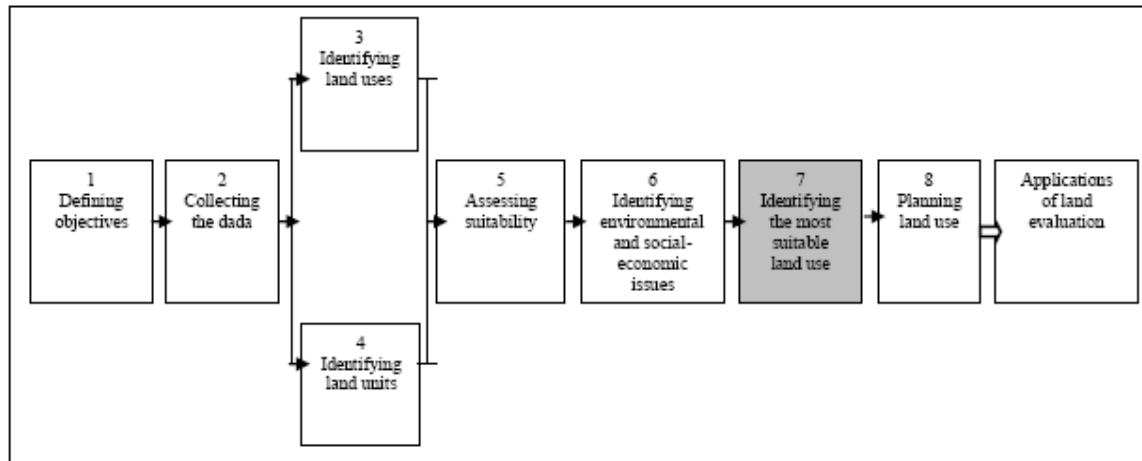 1
Defining
objectives
2
Collecting
the dada
3
Identifying
land uses
4
Identifying
land units
5
Assessing
suitability
6
Identifying
environmental
and social-
economic
issues
7
Identifying
the most
suitable
land use
8
Planning
land use
Applications
of land
evaluation